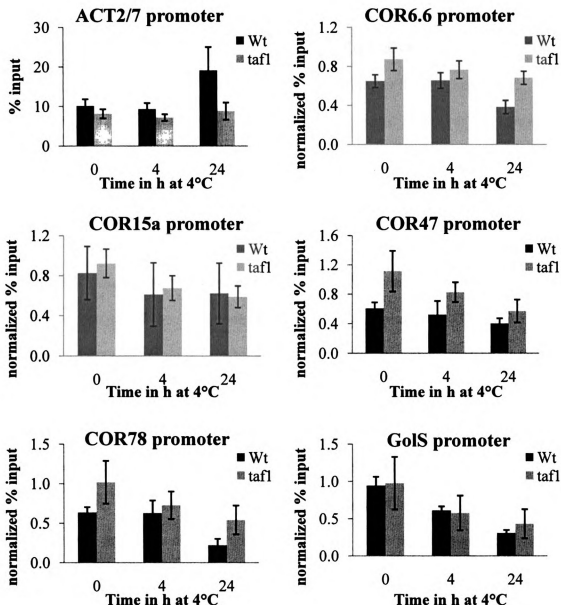 ACT2/7 promoter
% input
30
20
10
0
Wt
taf1
0 4 24
Time in h at 4°C
COR6.6 promoter
normalized % input
1.2
0.8
0.4
0.0
Wt
taf1
0 4 24
Time in h at 4°C
COR15a promoter
normalized % input
1.2
0.8
0.4
0.0
Wt
taf1
0 4 24
Time in h at 4°C
COR47 promoter
normalized % input
1.6
1.2
0.8
0.4
0.0
Wt
taf1
0 4 24
Time in h at 4°C
COR78 promoter
normalized % input
1.5
1.0
0.5
0.0
Wt
taf1
0 4 24
Time in h at 4°C
GolS promoter
normalized % input
1.5
1.0
0.5
0.0
Wt
taf1
0 4 24
Time in h at 4°C